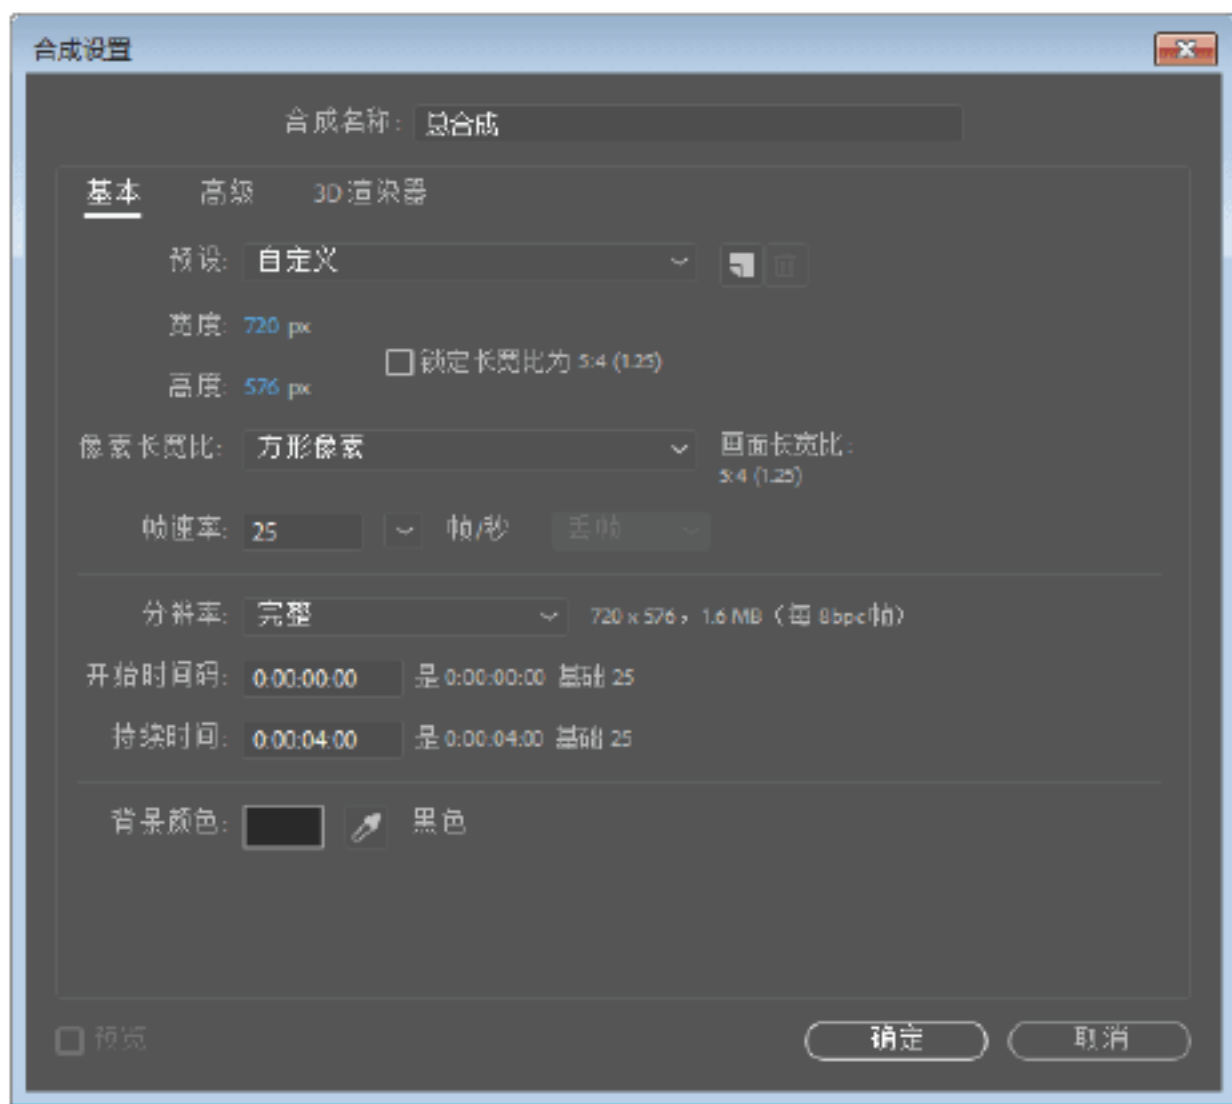 合成设置
合成名称: 总合成
基本 高级 3D 渲染器
预设: 自定义
宽度: 720 px
锁定长宽比为 5:4 (1.25)
高度: 576 px
像素长宽比: 方形像素 画面长宽比:
5:4 (1.25)
帧速率: 25 帧/秒 丢帧
分辨率: 完整 720 x 576，1.6 MB（每 8bpc 帧）
开始时间码: 0:00:00:00 是 0:00:00:00 基础 25
持续时间: 0:00:04:00 是 0:00:04:00 基础 25
背景颜色: 黑色
预览 确定 取消